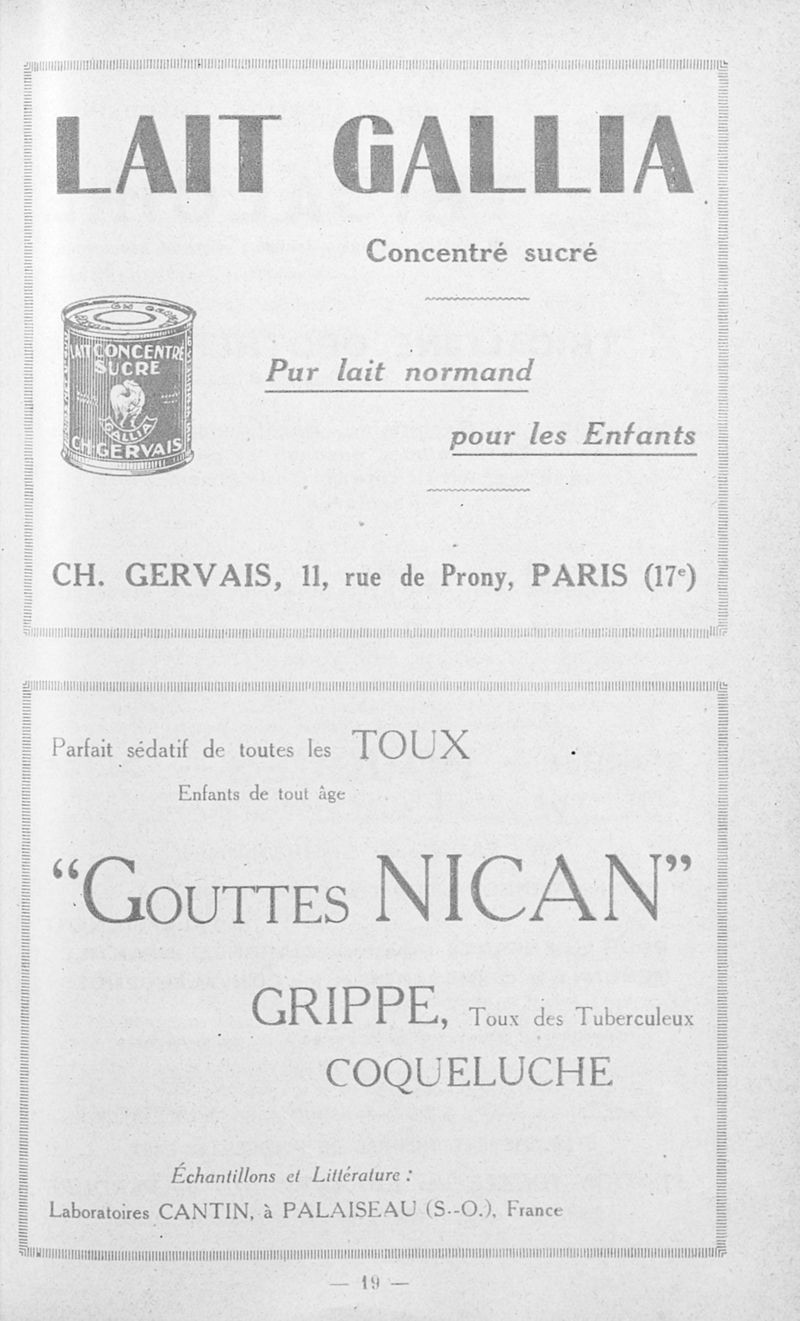 LAIT GALLIA
Concentré sucré
LAIT CONCENTRÉ
SUCRE
GALLIA
CH. GERVAIS
Pur lait normand
pour les Enfants
CH. GERVAIS, 11, rue de Prony, PARIS (17e)
Parfait sédatif de toutes les TOUX
Enfants de tout âge
“GOUTTES NICAN”
GRIPPE, Toux des Tuberculeux
COQUELUCHE
Échantillons et Littérature :
Laboratoires CANTIN, à PALAISEAU (S.-O.), France
— 19 —